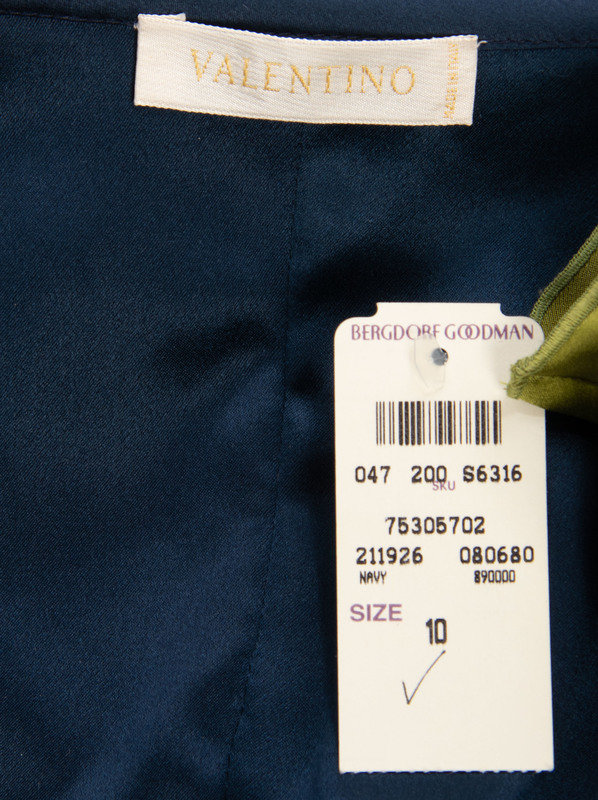 VALENTINO
MADE IN ITALY
BERGDORF GOODMAN
047 200 S6316
SKU
75305702
211926 080680
NAVY 890000
SIZE
10